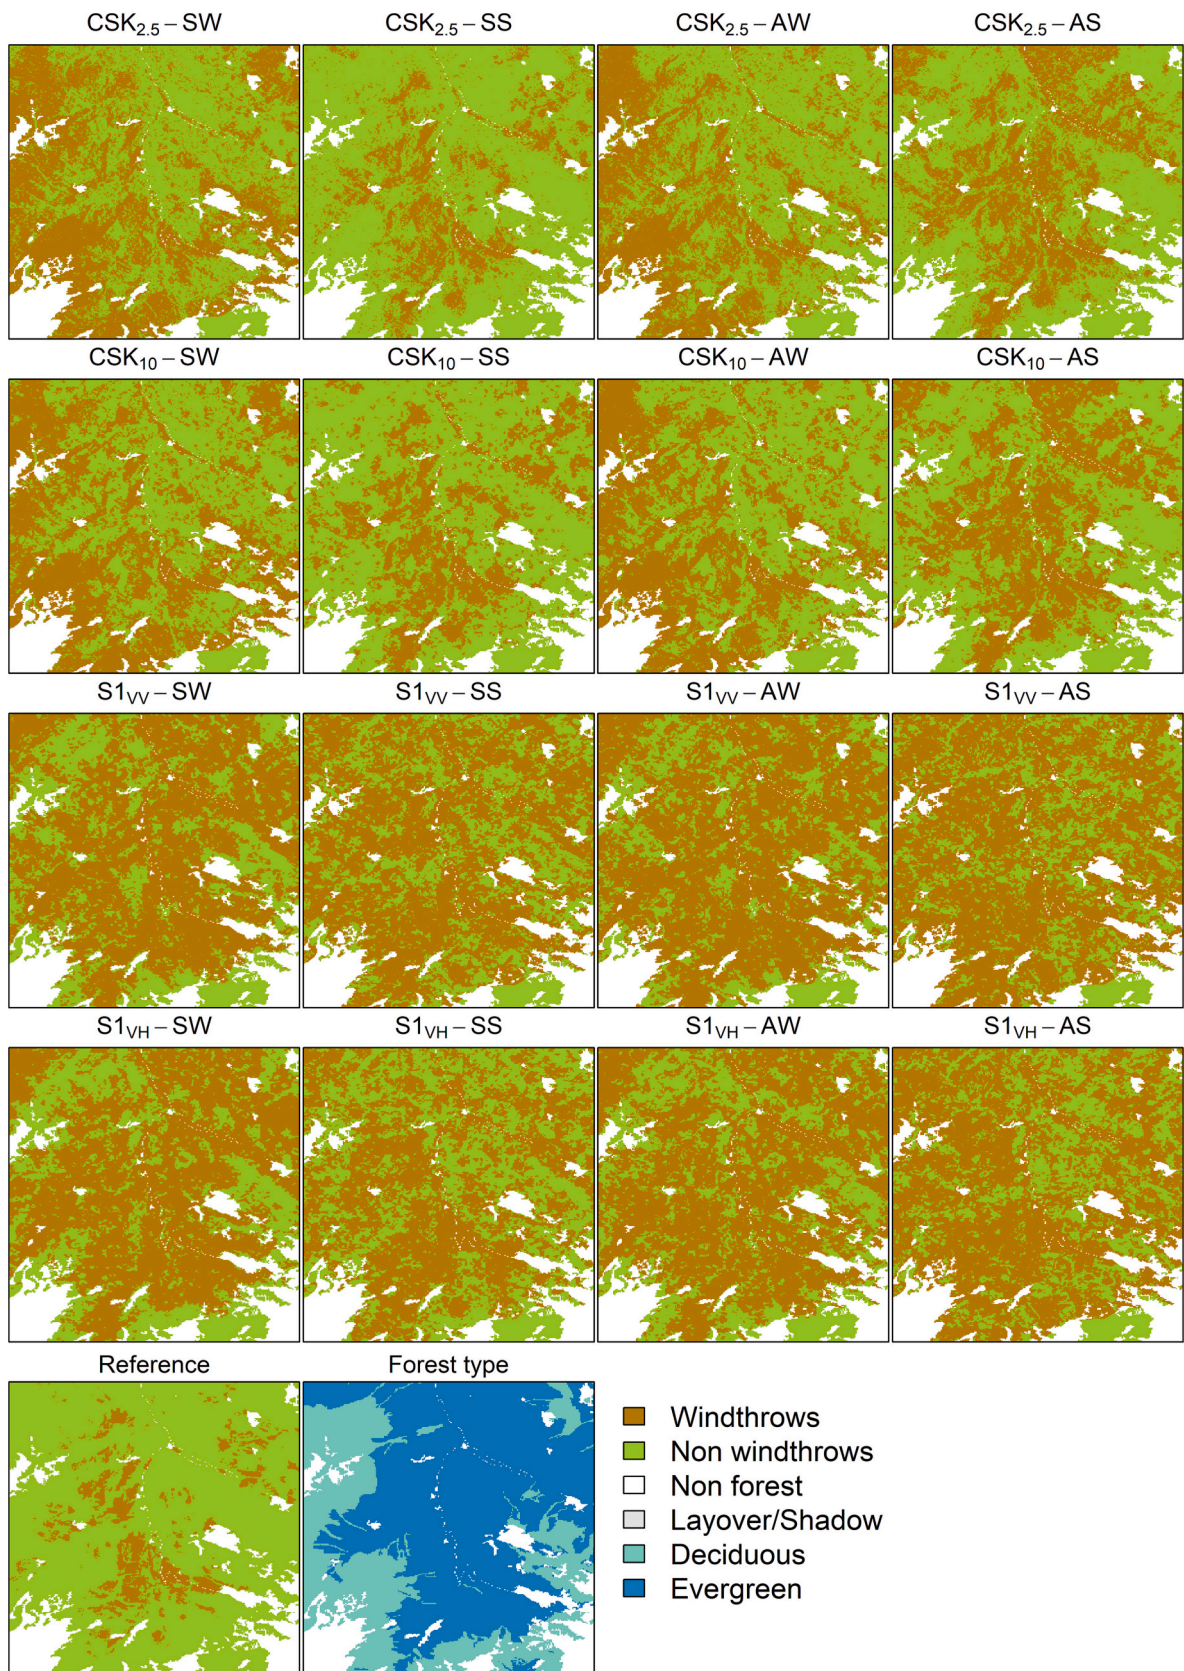 CSK₂.₅ – SW CSK₂.₅ – SS CSK₂.₅ – AW CSK₂.₅ – AS
CSK₁₀ – SW CSK₁₀ – SS CSK₁₀ – AW CSK₁₀ – AS
S1VV – SW S1VV – SS S1VV – AW S1VV – AS
S1VH – SW S1VH – SS S1VH – AW S1VH – AS
Reference Forest type
Windthrows
Non windthrows
Non forest
Layover/Shadow
Deciduous
Evergreen